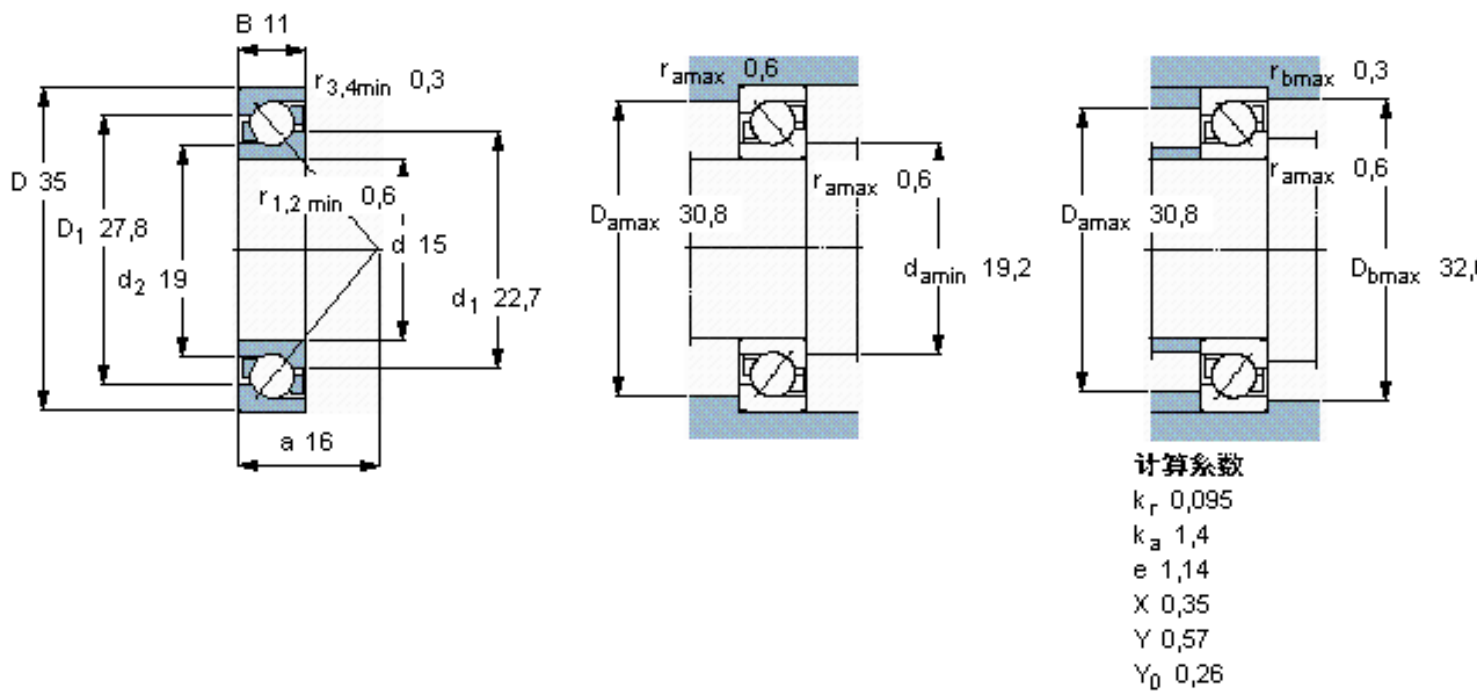 B 11
r3,4min 0,3
D 35
D1 27,8
r1,2 min 0,6
d 15
d2 19
d1 22,7
a 16
ramax 0,6
ramax 0,6
Damax 30,8
damin 19,2
rbmax 0,3
ramax 0,6
Damax 30,8
Dbmax 32,
计算系数
kr 0,095
ka 1,4
e 1,14
X 0,35
Y 0,57
Y0 0,26